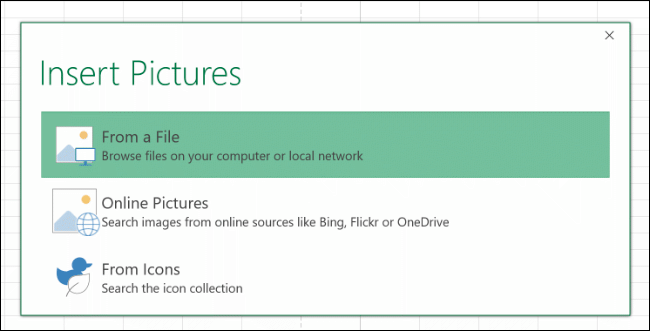 Insert Pictures
From a File
Browse files on your computer or local network
Online Pictures
Search images from online sources like Bing, Flickr or OneDrive
From Icons
Search the icon collection